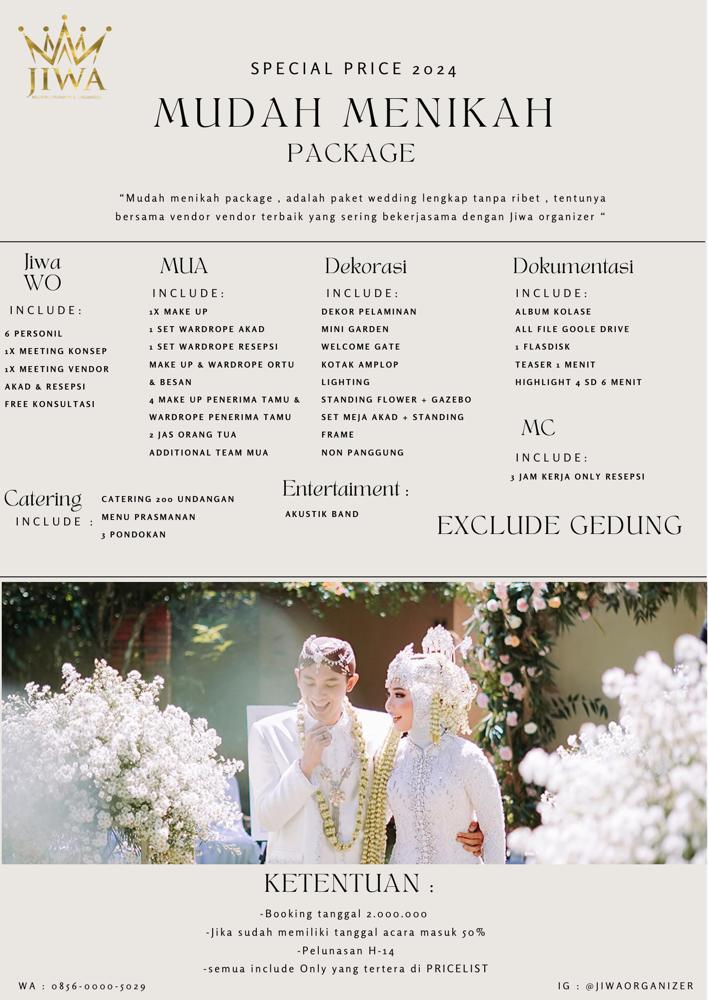 JIWA
SPECIAL PRICE 2024
MUDAH MENIKAH
PACKAGE
“Mudah menikah package , adalah paket wedding lengkap tanpa ribet , tentunya
bersama vendor vendor terbaik yang sering bekerjasama dengan Jiwa organizer “
Jiwa
WO
INCLUDE:
6 PERSONIL
1X MEETING KONSEP
1X MEETING VENDOR
AKAD & RESEPSI
FREE KONSULTASI
MUA
INCLUDE:
1X MAKE UP
1 SET WARDROPE AKAD
1 SET WARDROPE RESEPSI
MAKE UP & WARDROPE ORTU
& BESAN
4 MAKE UP PENERIMA TAMU &
WARDROPE PENERIMA TAMU
2 JAS ORANG TUA
ADDITIONAL TEAM MUA
Dekorasi
INCLUDE:
DEKOR PELAMINAN
MINI GARDEN
WELCOME GATE
KOTAK AMPLOP
LIGHTING
STANDING FLOWER + GAZEBO
SET MEJA AKAD + STANDING
FRAME
NON PANGGUNG
Dokumentasi
INCLUDE:
ALBUM KOLASE
ALL FILE GOOLE DRIVE
1 FLASDISK
TEASER 1 MENIT
HIGHLIGHT 4 SD 6 MENIT
MC
INCLUDE:
3 JAM KERJA ONLY RESEPSI
Catering
INCLUDE :
CATERING 200 UNDANGAN
MENU PRASMANAN
3 PONDOKAN
Entertaiment :
AKUSTIK BAND
EXCLUDE GEDUNG
KETENTUAN :
-Booking tanggal 2.000.000
-Jika sudah memiliki tanggal acara masuk 50%
-Pelunasan H-14
-semua include Only yang tertera di PRICELIST
WA : 0856-0000-5029
IG : @JIWAORGANIZER